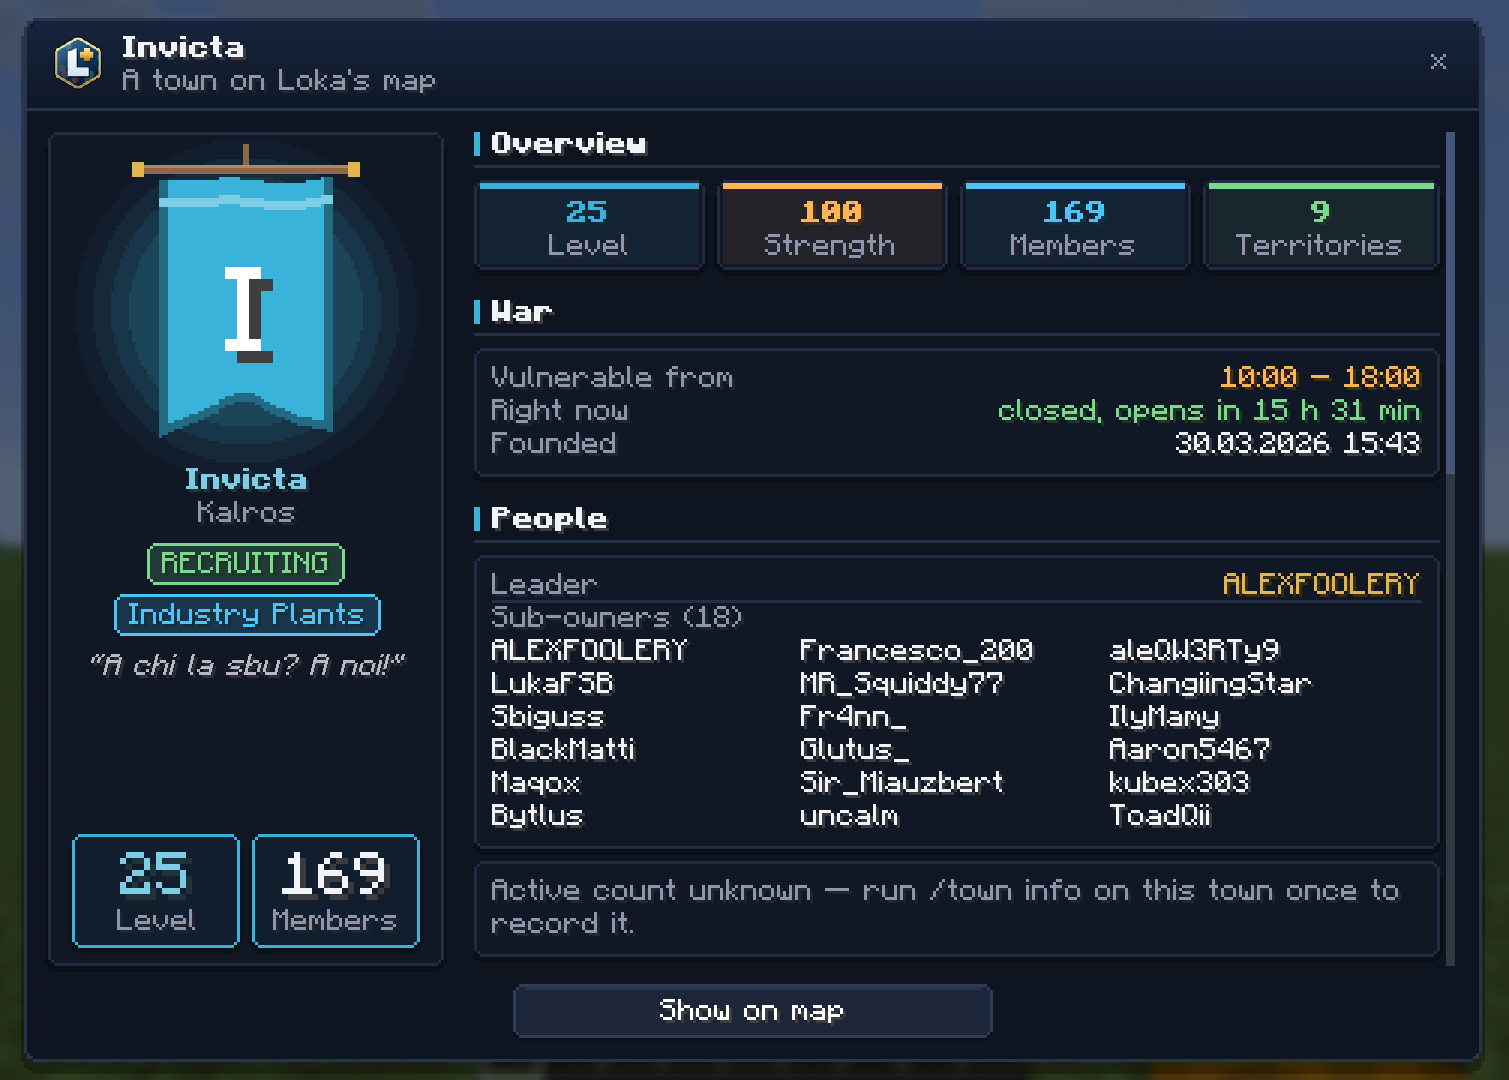 Invicta
A town on Loka's map
×
I
Invicta
Kalros
RECRUITING
Industry Plants
“A chi la sbu? A noi!”
25
Level
169
Members
Overview
25
Level
100
Strength
169
Members
9
Territories
War
Vulnerable from 10:00 – 18:00
Right now closed, opens in 15 h 31 min
Founded 30.03.2026 15:43
People
Leader ALEXFOOLERY
Sub-owners (18)
ALEXFOOLERY Francesco_200 aleQW3RTy9
LukaFSB MR_Squiddy77 ChangiingStar
Sbiguss Fr4nn_ IlyMamy
BlackMatti Glutus_ Aaron5467
Maqox Sir_Miauzbert kubex303
Bytlus uncalm ToadQii
Active count unknown — run /town info on this town once to
record it.
Show on map